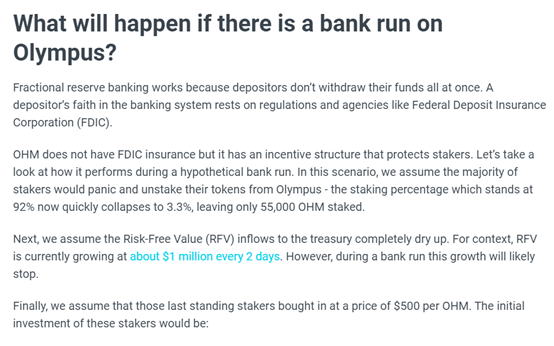 What will happen if there is a bank run on
Olympus?
Fractional reserve banking works because depositors don't withdraw their funds all at once. A
depositor's faith in the banking system rests on regulations and agencies like Federal Deposit Insurance
Corporation (FDIC).
OHM does not have FDIC insurance but it has an incentive structure that protects stakers. Let's take a
look at how it performs during a hypothetical bank run. In this scenario, we assume the majority of
stakers would panic and unstake their tokens from Olympus - the staking percentage which stands at
92% now quickly collapses to 3.3%, leaving only 55,000 OHM staked.
Next, we assume the Risk-Free Value (RFV) inflows to the treasury completely dry up. For context, RFV
is currently growing at about $1 million every 2 days. However, during a bank run this growth will likely
stop.
Finally, we assume that those last standing stakers bought in at a price of $500 per OHM. The initial
investment of these stakers would be: